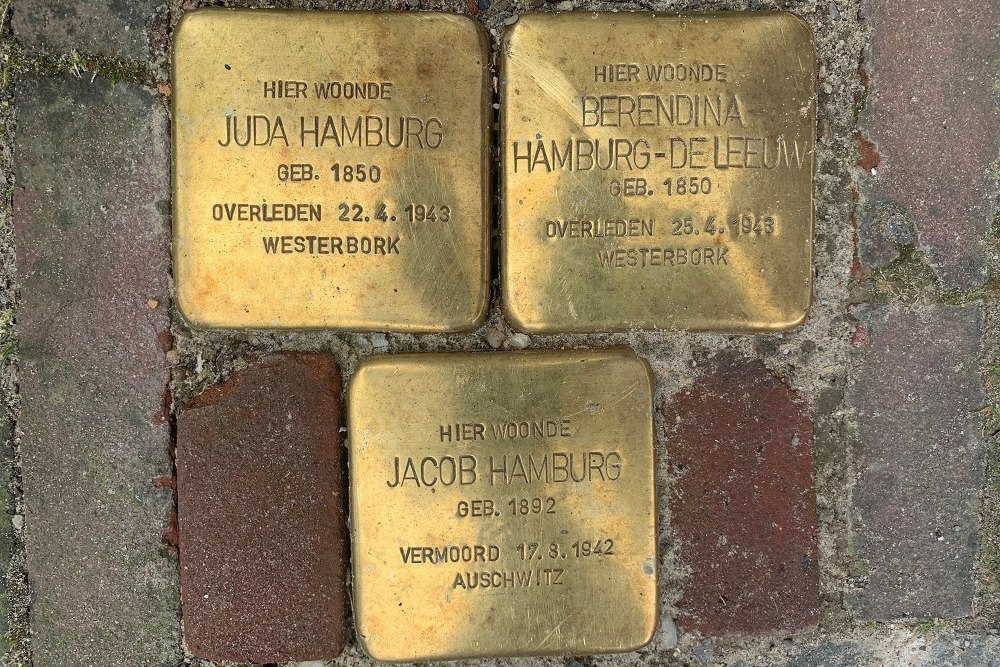 HIER WOONDE
JUDA HAMBURG
GEB. 1850
OVERLEDEN 22.4.1943
WESTERBORK
HIER WOONDE
BERENDINA
HAMBURG-DE LEEUW
GEB. 1850
OVERLEDEN 25.4.1943
WESTERBORK
HIER WOONDE
JACOB HAMBURG
GEB. 1892
VERMOORD 17.8.1942
AUSCHWITZ